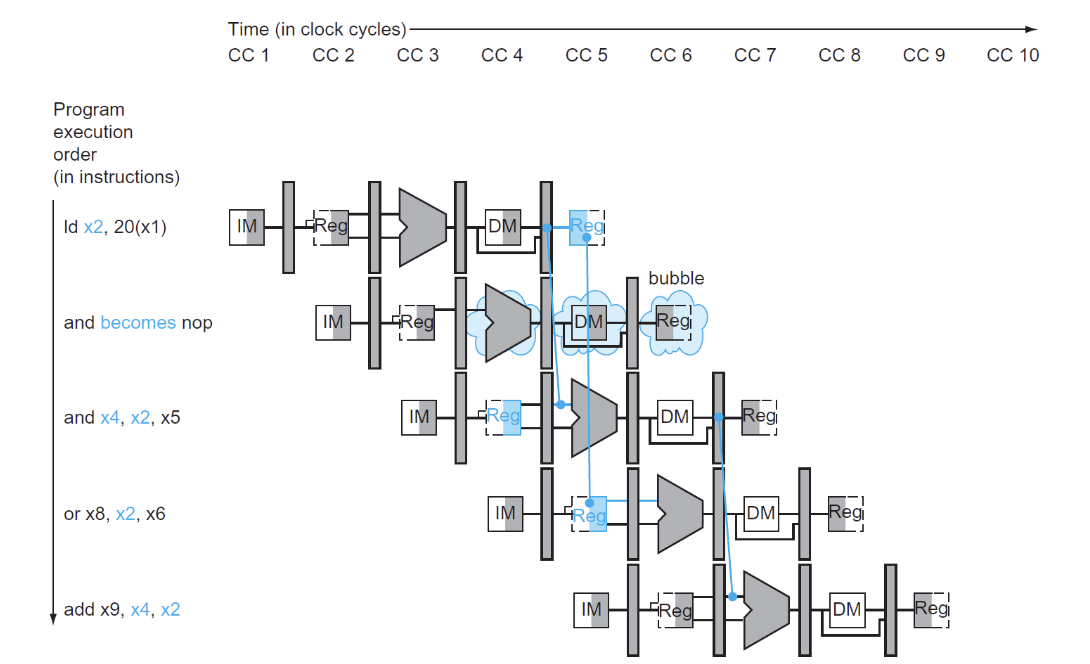 Time (in clock cycles)
CC 1 CC 2 CC 3 CC 4 CC 5 CC 6 CC 7 CC 8 CC 9 CC 10
Program
execution
order
(in instructions)
ld x2, 20(x1)
IM Reg DM Reg
bubble
and becomes nop
IM Reg DM Reg
and x4, x2, x5
IM Reg DM Reg
or x8, x2, x6
IM Reg DM Reg
add x9, x4, x2
IM Reg DM Reg